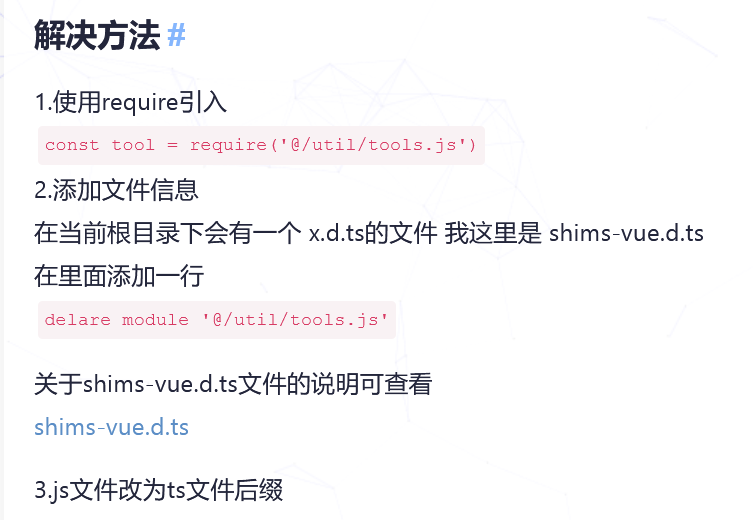 解决方法 #
1.使用require引入
const tool = require('@/util/tools.js')
2.添加文件信息
在当前根目录下会有一个 x.d.ts的文件 我这里是 shims-vue.d.ts
在里面添加一行
delare module '@/util/tools.js'
关于shims-vue.d.ts文件的说明可查看
shims-vue.d.ts
3.js文件改为ts文件后缀